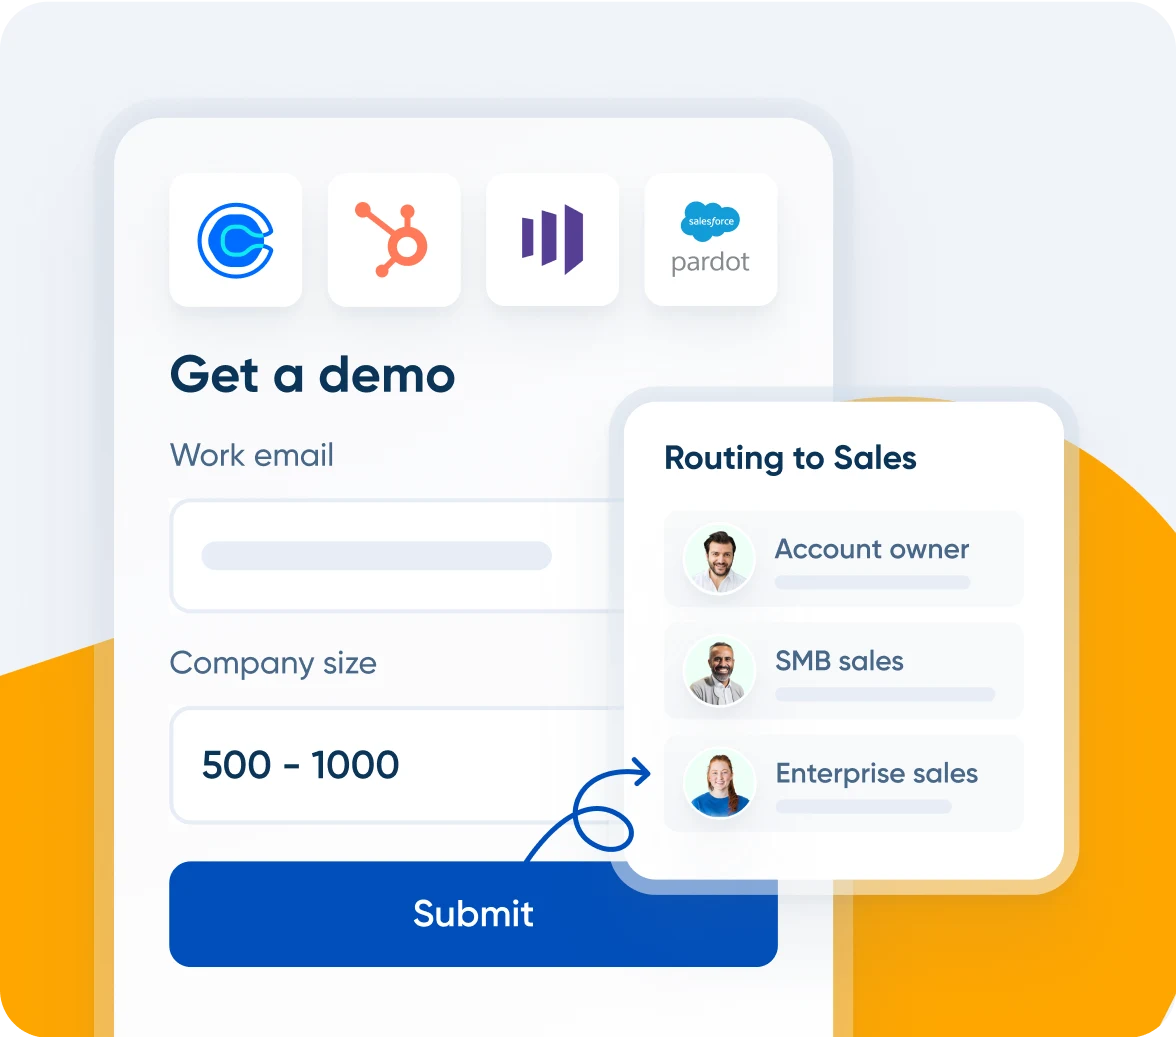 salesforce
pardot
Get a demo
Work email
Company size
500 - 1000
Submit
Routing to Sales
Account owner
SMB sales
Enterprise sales